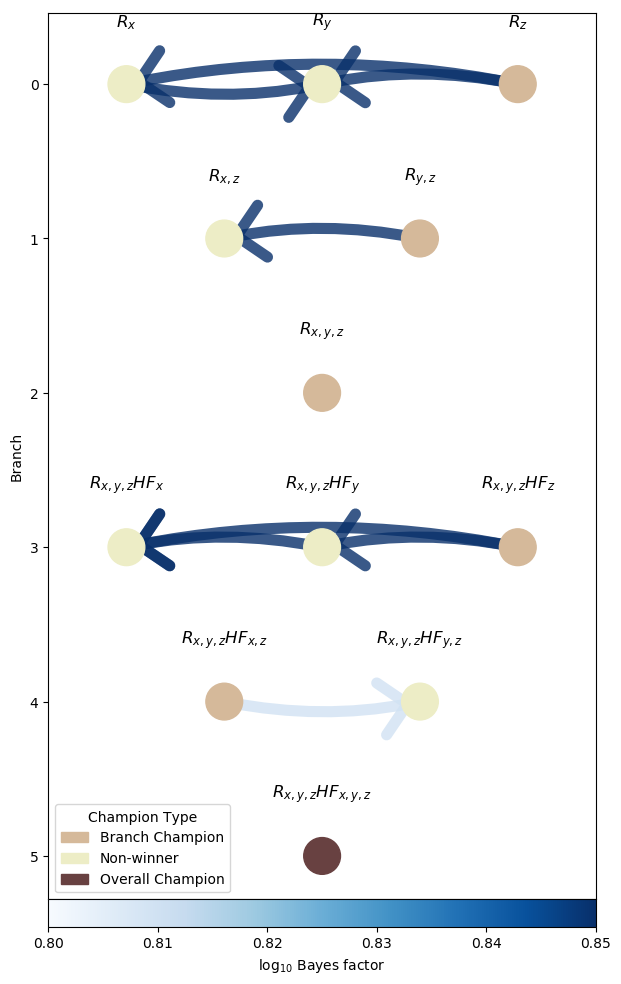 R_x R_y R_z
0
R_{x,z} R_{y,z}
1
R_{x,y,z}
2
Branch
R_{x,y,z}HF_x R_{x,y,z}HF_y R_{x,y,z}HF_z
3
R_{x,y,z}HF_{x,z} R_{x,y,z}HF_{y,z}
4
R_{x,y,z}HF_{x,y,z}
Champion Type
Branch Champion
Non-winner
Overall Champion
5
0.80 0.81 0.82 0.83 0.84 0.85
log_{10} Bayes factor